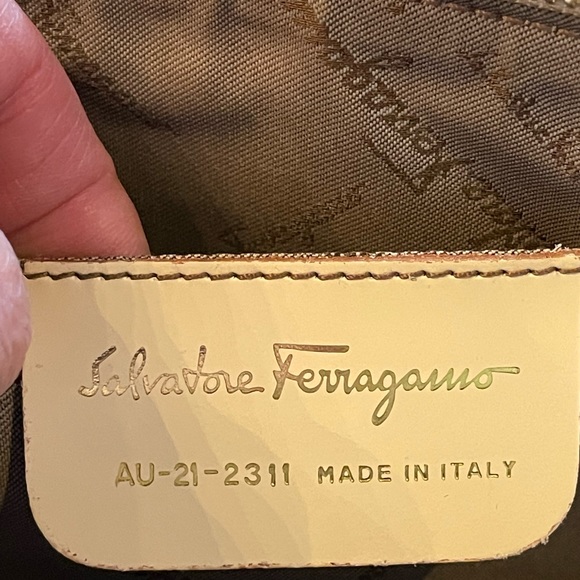 Salvatore Ferragamo
AU-21-2311 MADE IN ITALY